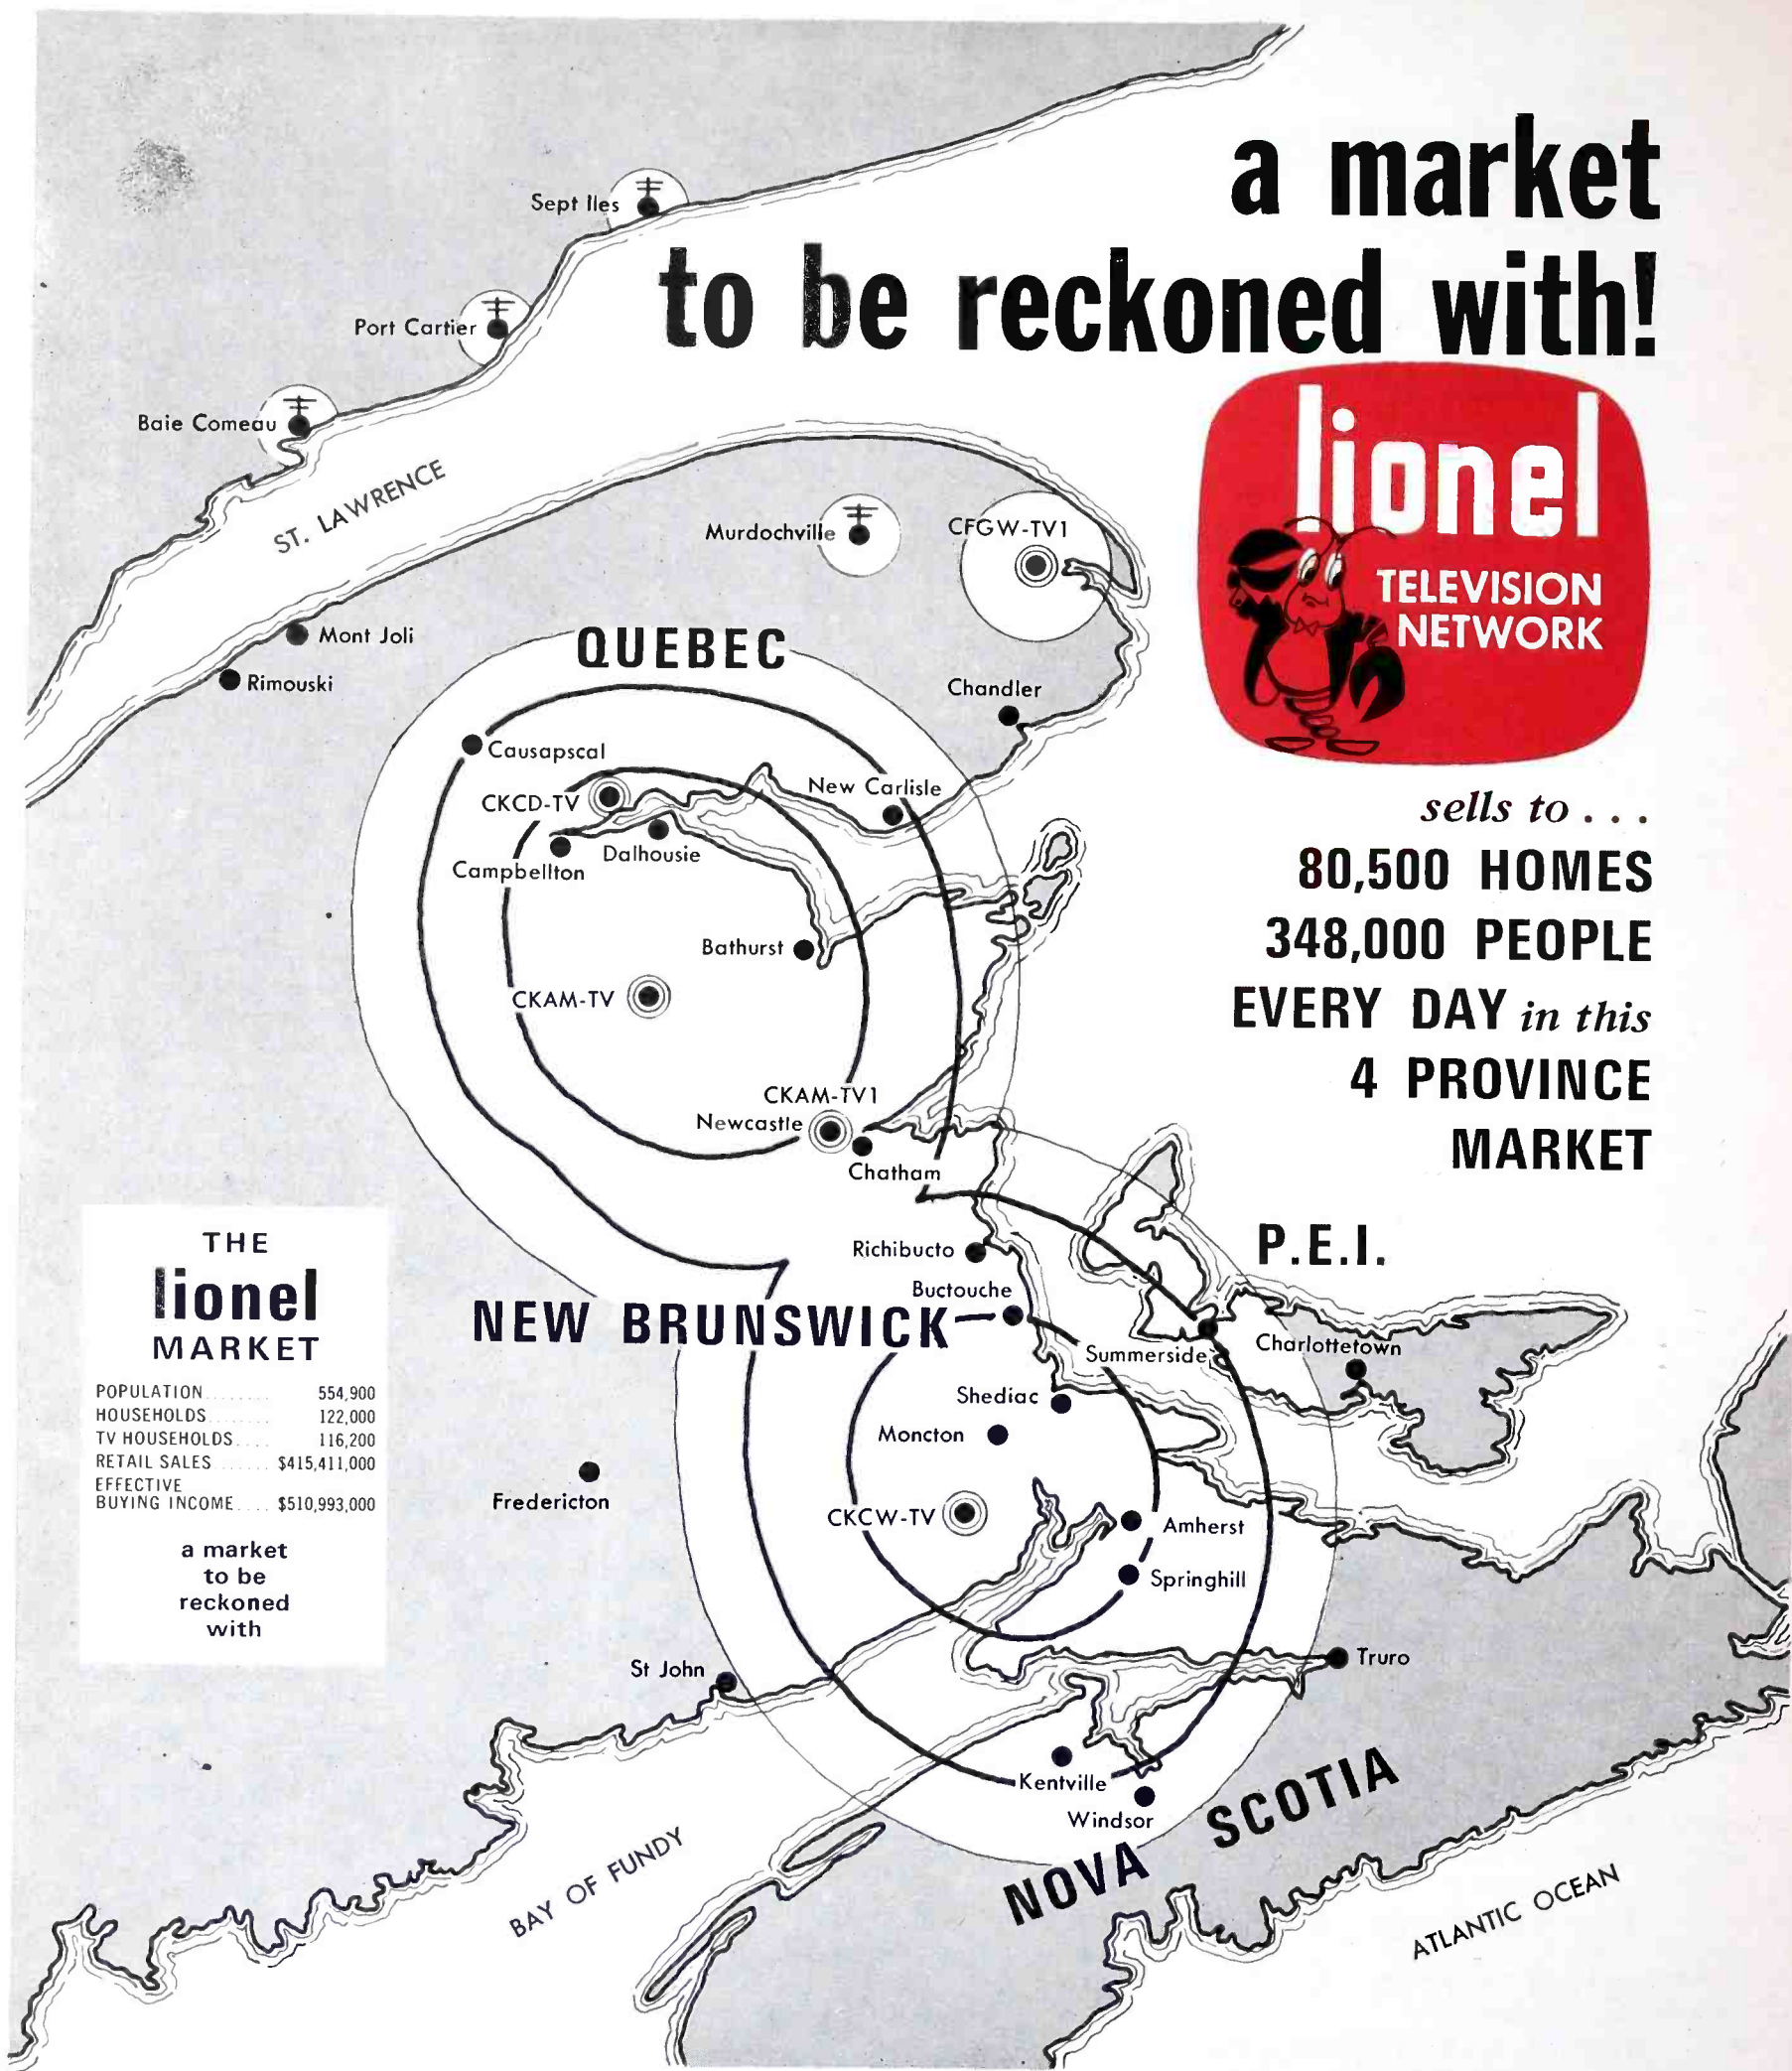 a market
to be reckoned with!
lionel
TELEVISION
NETWORK
sells to . . .
80,500 HOMES
348,000 PEOPLE
EVERY DAY in this
4 PROVINCE
MARKET
Sept Iles
Port Cartier
Baie Comeau
ST. LAWRENCE
Murdochville
CFGW-TV1
Mont Joli
Rimouski
QUEBEC
Chandler
Causapscal
CKCD-TV
New Carlisle
Dalhousie
Campbellton
Bathurst
CKAM-TV
CKAM-TV1
Newcastle
Chatham
P.E.I.
Richibucto
Buctouche
NEW BRUNSWICK
Summerside
Charlottetown
Shediac
Moncton
Fredericton
CKCW-TV
Amherst
Springhill
St John
Truro
Kentville
Windsor
NOVA SCOTIA
BAY OF FUNDY
ATLANTIC OCEAN
THE
lionel
MARKET
POPULATION ........ 554,900
HOUSEHOLDS ........ 122,000
TV HOUSEHOLDS .... 116,200
RETAIL SALES ...... $415,411,000
EFFECTIVE
BUYING INCOME .... $510,993,000
a market
to be
reckoned
with